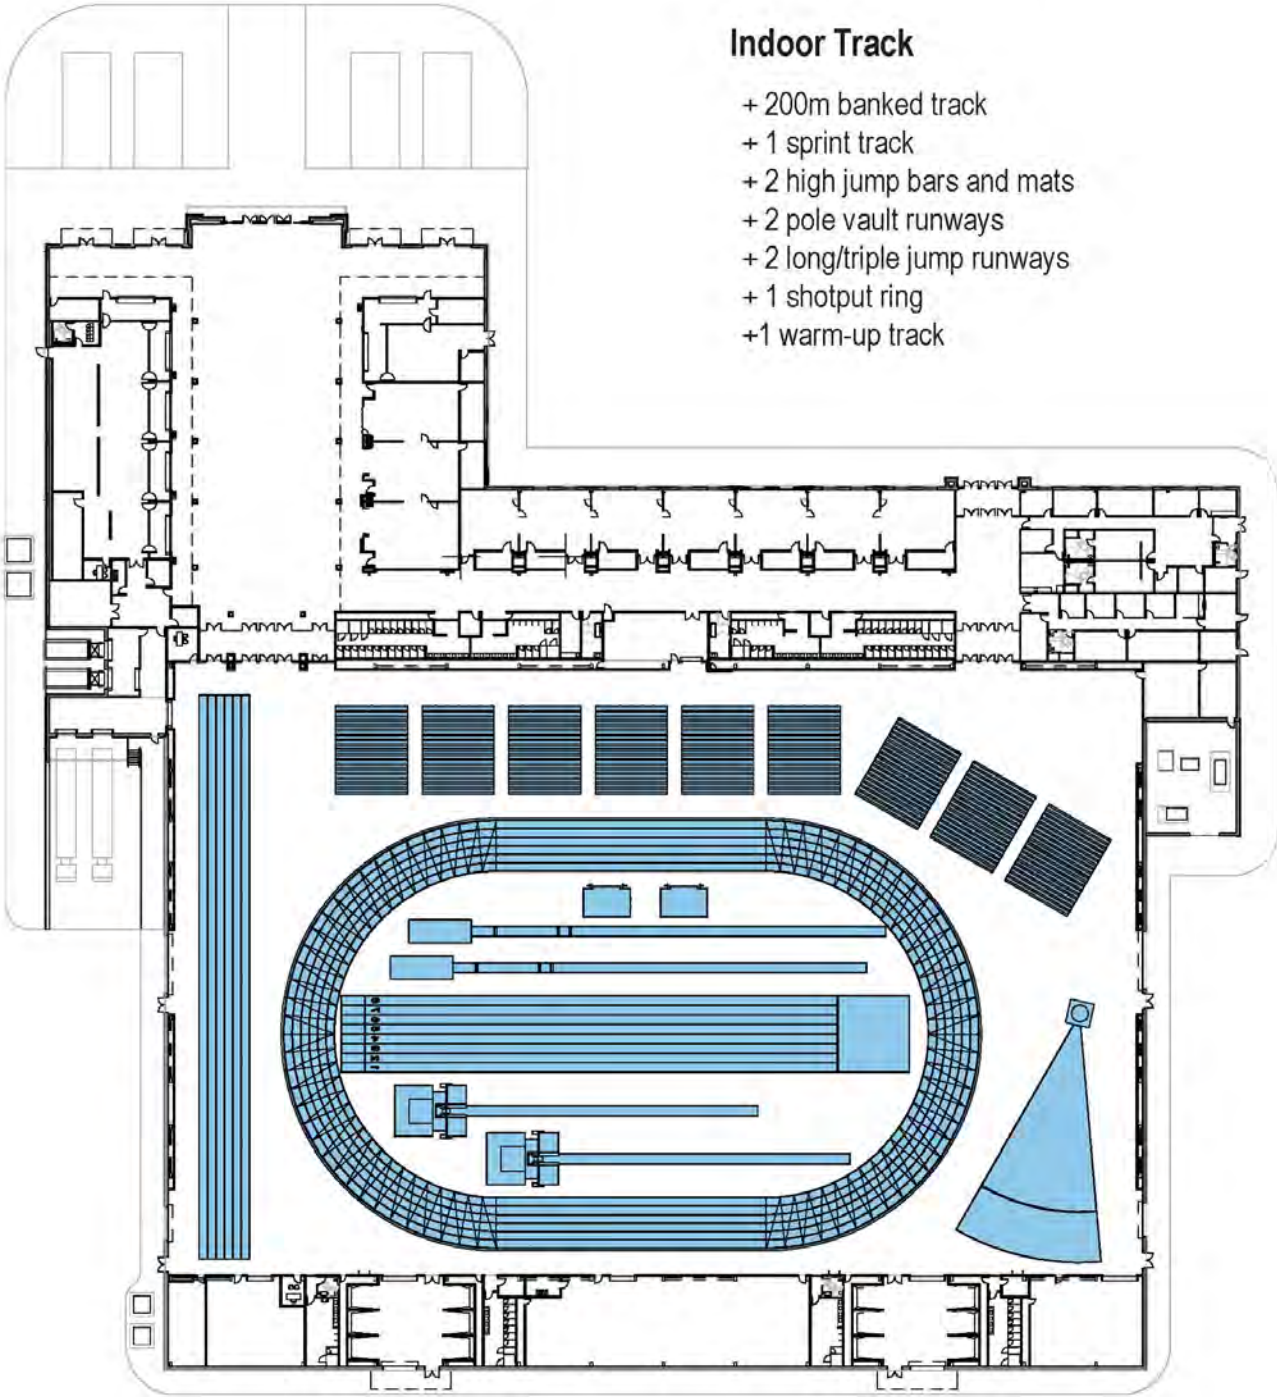 Indoor Track
+ 200m banked track
+ 1 sprint track
+ 2 high jump bars and mats
+ 2 pole vault runways
+ 2 long/triple jump runways
+ 1 shotput ring
+1 warm-up track